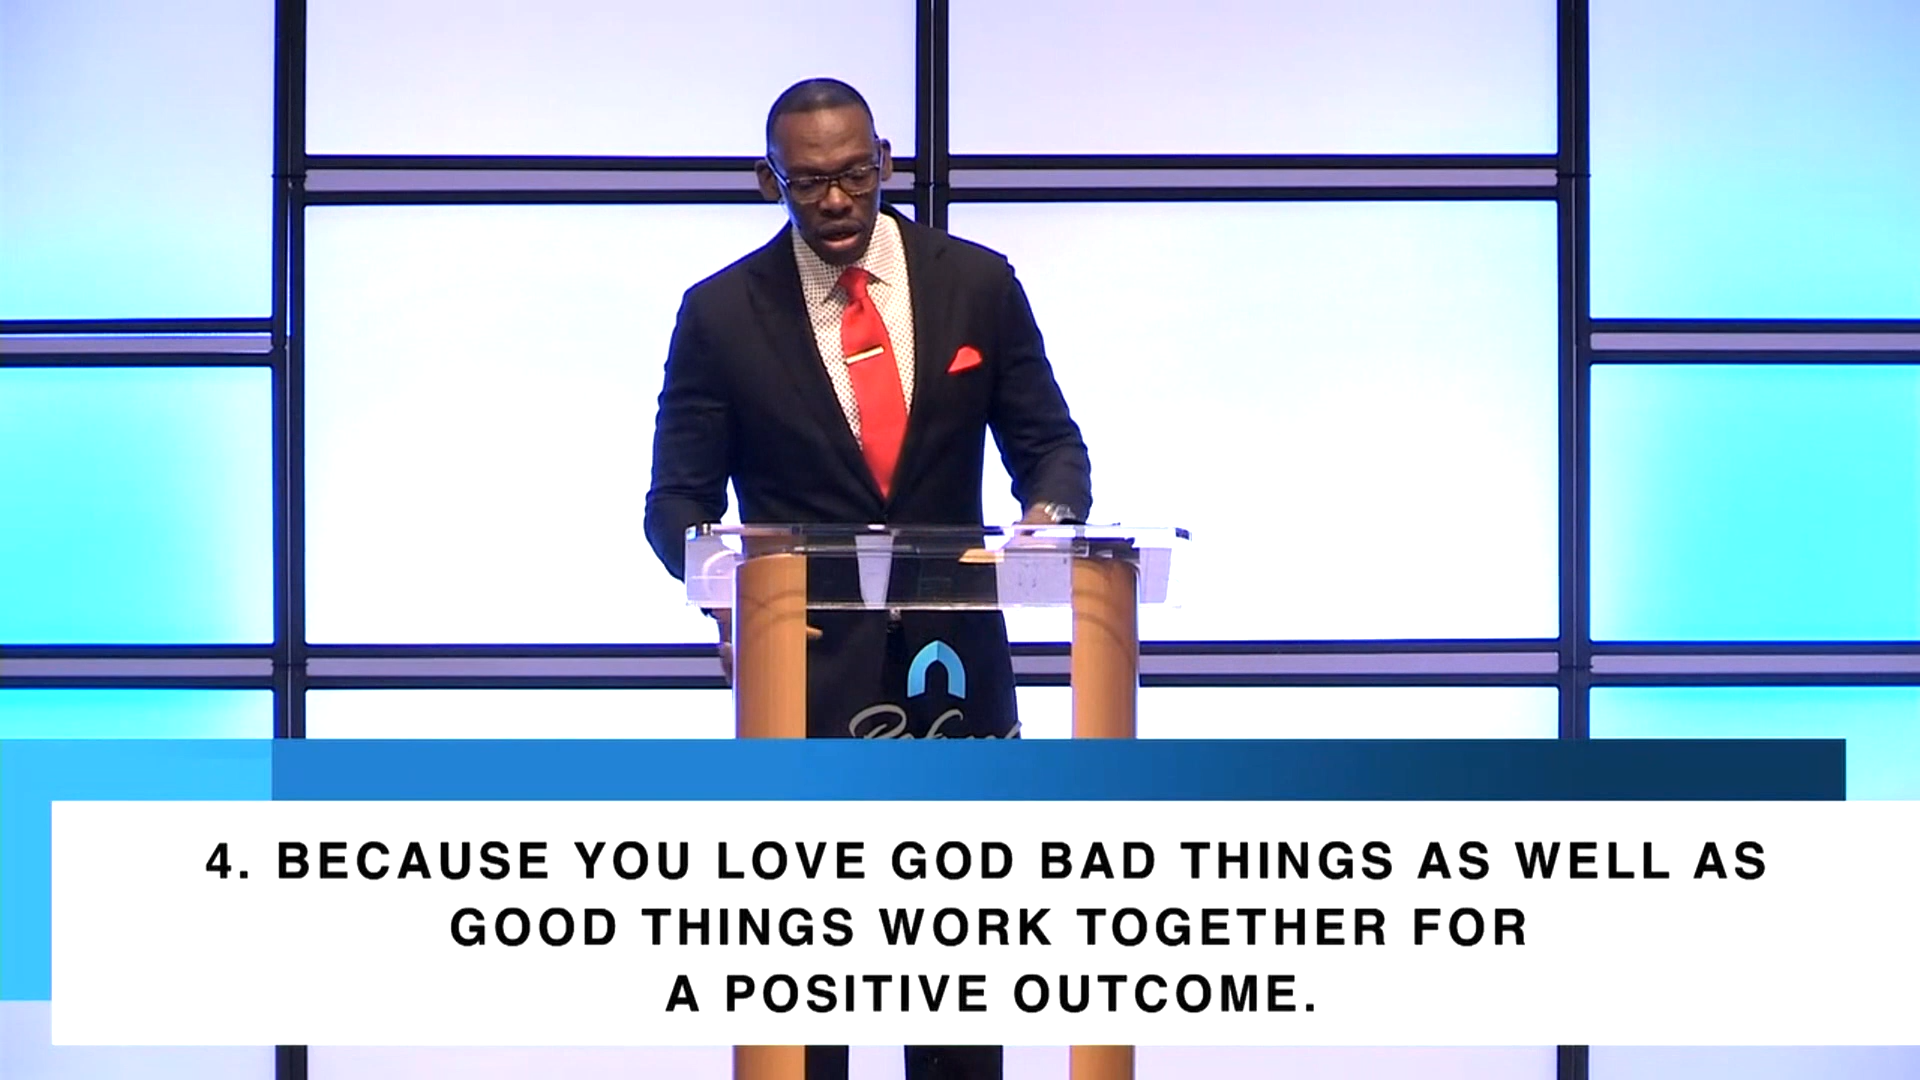 4. BECAUSE YOU LOVE GOD BAD THINGS AS WELL AS
GOOD THINGS WORK TOGETHER FOR
A POSITIVE OUTCOME.